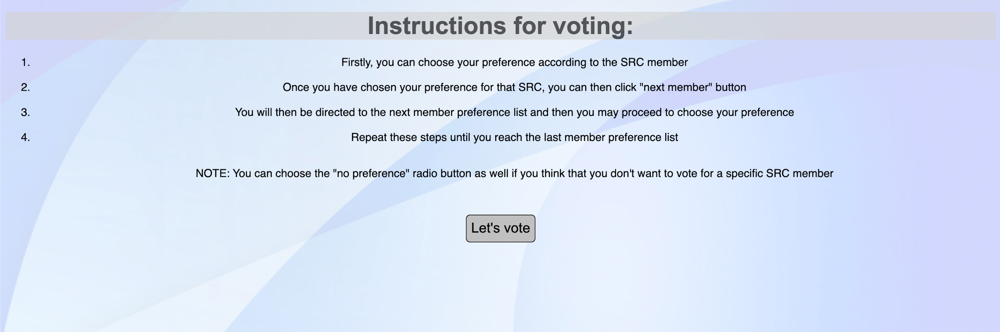 Instructions for voting:
1. Firstly, you can choose your preference according to the SRC member
2. Once you have chosen your preference for that SRC, you can then click "next member" button
3. You will then be directed to the next member preference list and then you may proceed to choose your preference
4. Repeat these steps until you reach the last member preference list
NOTE: You can choose the "no preference" radio button as well if you think that you don't want to vote for a specific SRC member
Let's vote